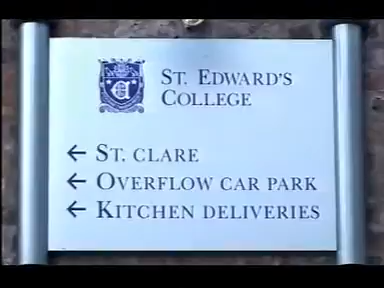 St. Edward's
College
← St. clare
← Overflow car park
← Kitchen deliveries